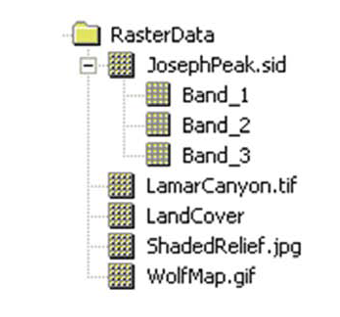 RasterData
JosephPeak.sid
Band_1
Band_2
Band_3
LamarCanyon.tif
LandCover
ShadedRelief.jpg
WolfMap.gif